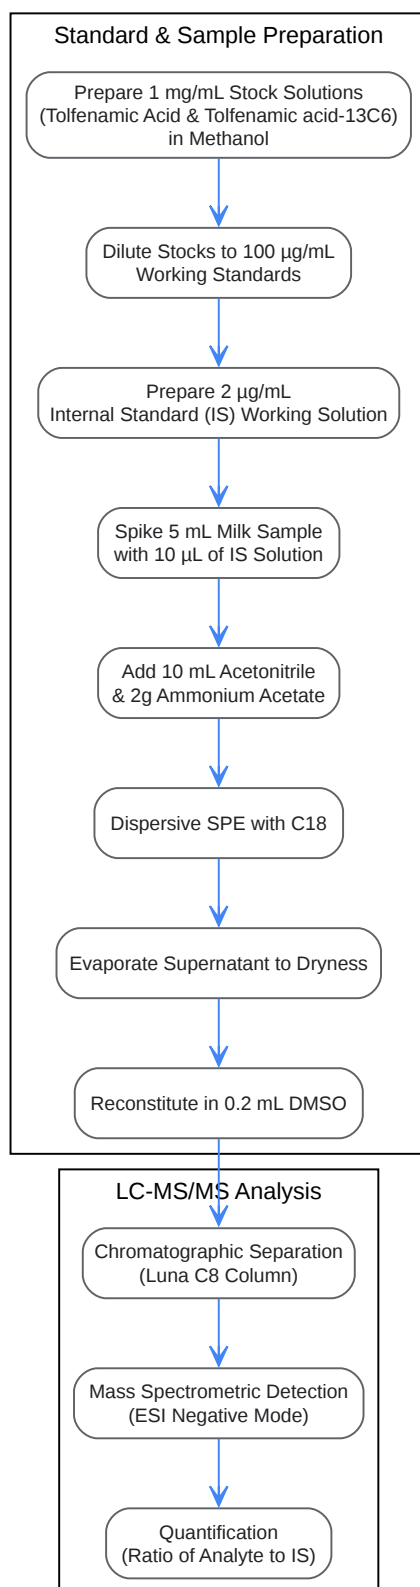 Standard & Sample Preparation
Prepare 1 mg/mL Stock Solutions
(Tolfenamic Acid & Tolfenamic acid-13C6)
in Methanol
Dilute Stocks to 100 µg/mL
Working Standards
Prepare 2 µg/mL
Internal Standard (IS) Working Solution
Spike 5 mL Milk Sample
with 10 µL of IS Solution
Add 10 mL Acetonitrile
& 2g Ammonium Acetate
Dispersive SPE with C18
Evaporate Supernatant to Dryness
Reconstitute in 0.2 mL DMSO
LC-MS/MS Analysis
Chromatographic Separation
(Luna C8 Column)
Mass Spectrometric Detection
(ESI Negative Mode)
Quantification
(Ratio of Analyte to IS)